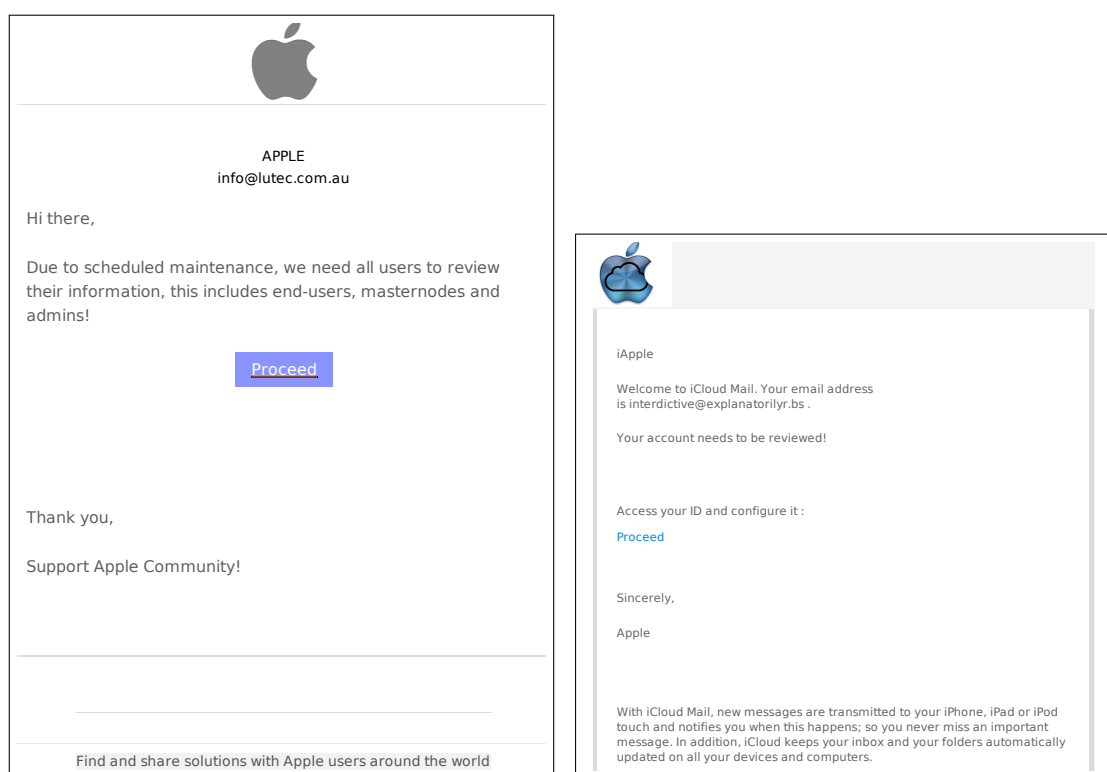 APPLE
info@lutec.com.au
Hi there,
Due to scheduled maintenance, we need all users to review
their information, this includes end-users, masternodes and
admins!
Proceed
Thank you,
Support Apple Community!
Find and share solutions with Apple users around the world
iApple
Welcome to iCloud Mail. Your email address
is interdictive@explanatorilyr.bs .
Your account needs to be reviewed!
Access your ID and configure it :
Proceed
Sincerely,
Apple
With iCloud Mail, new messages are transmitted to your iPhone, iPad or iPod
touch and notifies you when this happens; so you never miss an important
message. In addition, iCloud keeps your inbox and your folders automatically
updated on all your devices and computers.